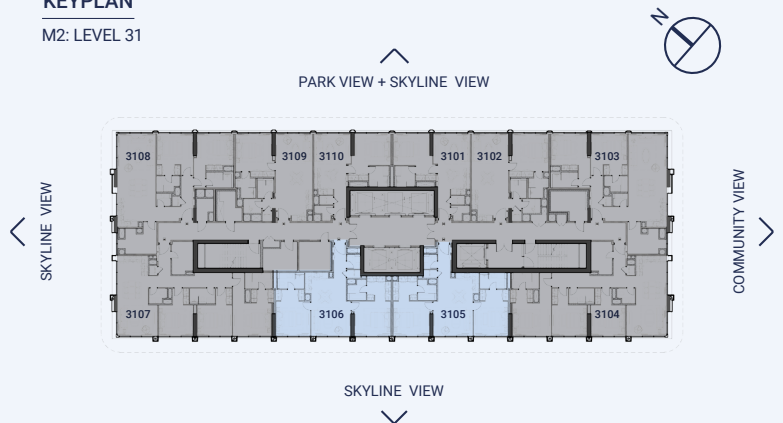 KEYPLAN
M2: LEVEL 31
N
PARK VIEW + SKYLINE VIEW
3108
3109
3110
3101
3102
3103
SKYLINE VIEW
COMMUNITY VIEW
3107
3106
3105
3104
SKYLINE VIEW